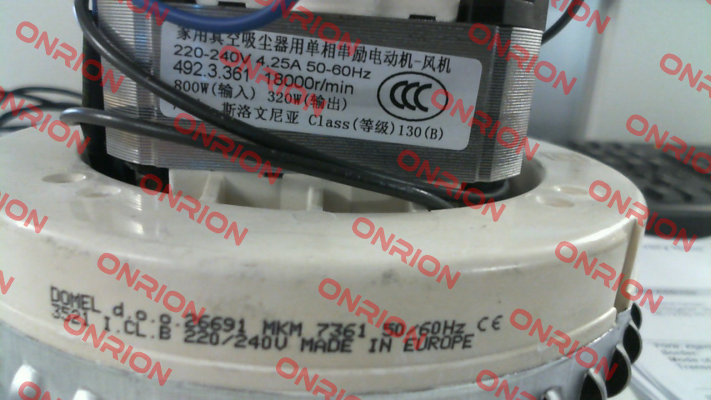 家用真空吸尘器用单相串励电动机-风机
220-240V 4.25A 50-60Hz
492.3.361 18000r/min
800W(输入) 320W(输出)
斯洛文尼亚 Class(等级)130(B)
CCC
DOMEL d.o.o. 26691 MKM 7361 50/60Hz CE
3521 I.CL.B 220/240V MADE IN EUROPE
ONRION